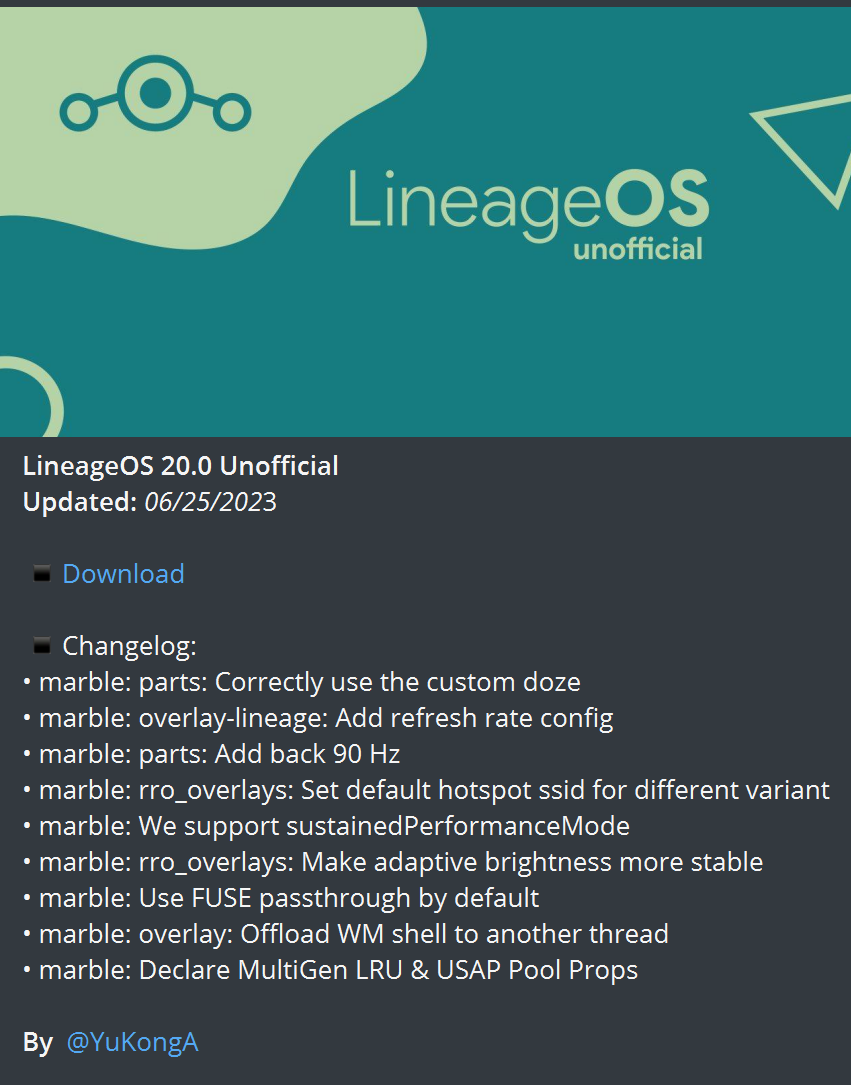 LineageOS
unofficial
LineageOS 20.0 Unofficial
Updated: 06/25/2023
▪ Download
▪ Changelog:
• marble: parts: Correctly use the custom doze
• marble: overlay-lineage: Add refresh rate config
• marble: parts: Add back 90 Hz
• marble: rro_overlays: Set default hotspot ssid for different variant
• marble: We support sustainedPerformanceMode
• marble: rro_overlays: Make adaptive brightness more stable
• marble: Use FUSE passthrough by default
• marble: overlay: Offload WM shell to another thread
• marble: Declare MultiGen LRU & USAP Pool Props
By @YuKongA